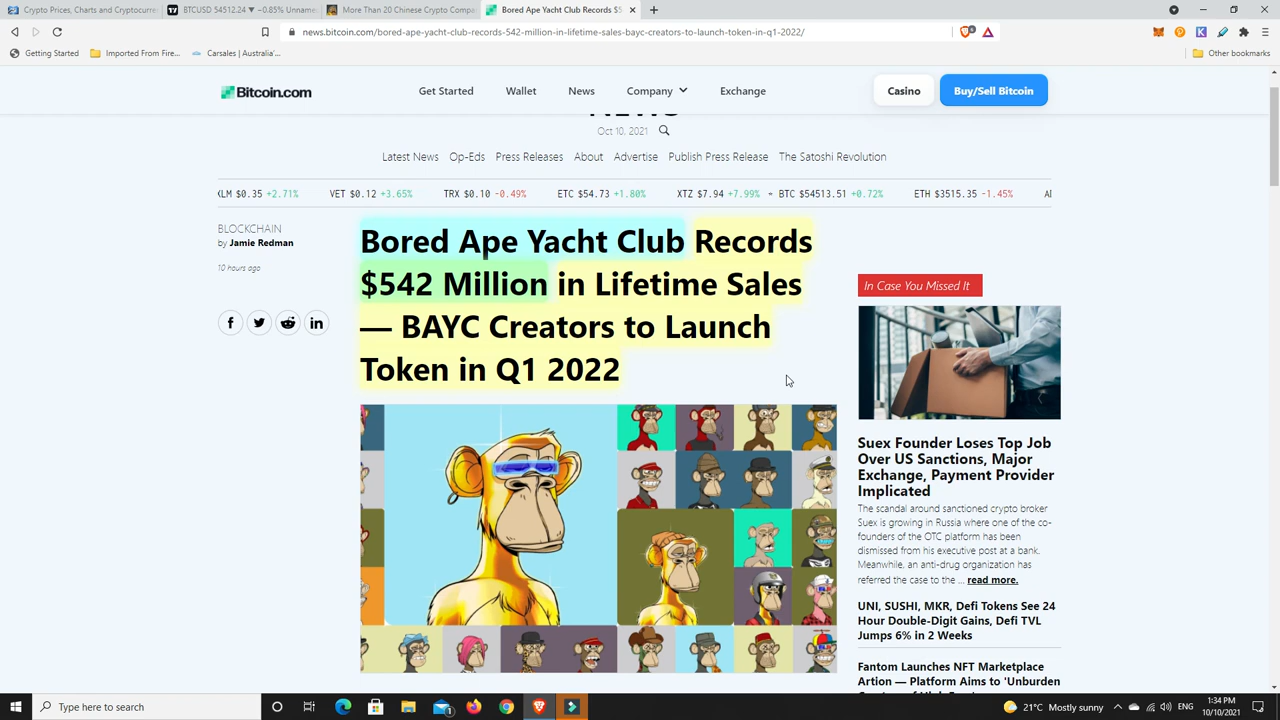 Crypto Prices, Charts and Cryptocurre
BTCUSD 54512.24 ▼ −0.85% Unname
More Than 20 Chinese Crypto Compa
Bored Ape Yacht Club Records $5
news.bitcoin.com/bored-ape-yacht-club-records-542-million-in-lifetime-sales-bayc-creators-to-launch-token-in-q1-2022/
Getting Started
Imported From Fire...
Carsales | Australia'...
Other bookmarks
Bitcoin.com
Get Started
Wallet
News
Company
Exchange
Casino
Buy/Sell Bitcoin
Oct 10, 2021
Latest News Op-Eds Press Releases About Advertise Publish Press Release The Satoshi Revolution
XLM $0.35 +2.71% VET $0.12 +3.65% TRX $0.10 -0.49% ETC $54.73 +1.80% XTZ $7.94 +7.99% BTC $54513.51 +0.72% ETH $3515.35 -1.45%
BLOCKCHAIN
by Jamie Redman
10 hours ago
Bored Ape Yacht Club Records
$542 Million in Lifetime Sales
— BAYC Creators to Launch
Token in Q1 2022
In Case You Missed It
Suex Founder Loses Top Job
Over US Sanctions, Major
Exchange, Payment Provider
Implicated
The scandal around sanctioned crypto broker
Suex is growing in Russia where one of the co-
founders of the OTC platform has been
dismissed from his executive post at a bank.
Meanwhile, an anti-drug organization has
referred the case to the ... read more.
UNI, SUSHI, MKR, Defi Tokens See 24
Hour Double-Digit Gains, Defi TVL
Jumps 6% in 2 Weeks
Fantom Launches NFT Marketplace
Artion — Platform Aims to 'Unburden
Type here to search
21°C Mostly sunny
1:34 PM
10/10/2021